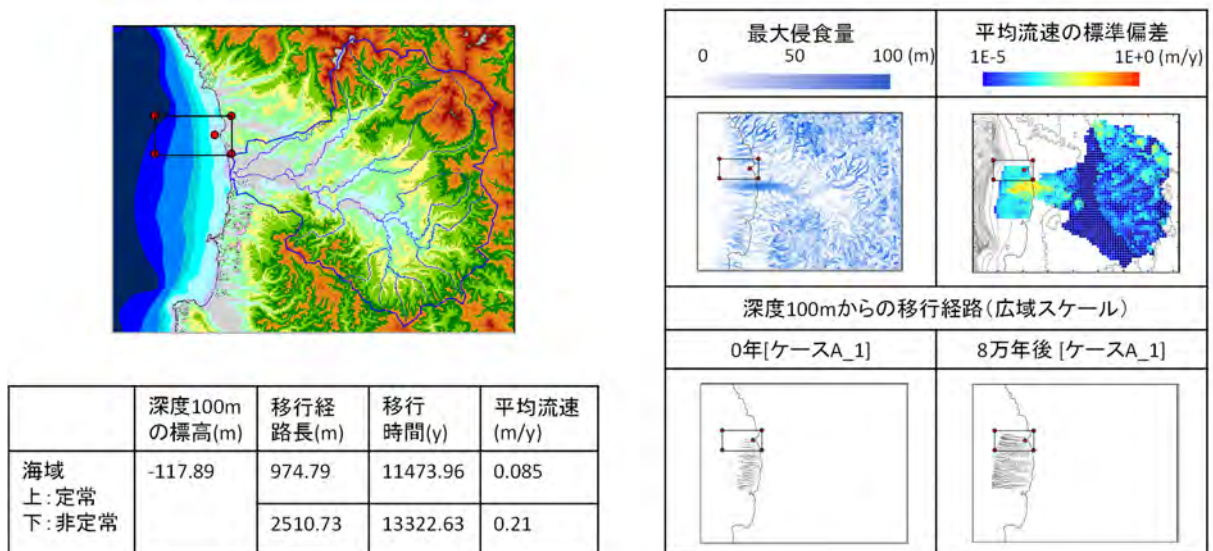 深度100m
の標高(m)
移行経
路長(m)
移行
時間(y)
平均流速
(m/y)
海域
上:定常
下:非定常
-117.89
974.79
11473.96
0.085
2510.73
13322.63
0.21
最大侵食量
0 50 100 (m)
平均流速の標準偏差
1E-5 1E+0 (m/y)
深度100mからの移行経路(広域スケール)
0年[ケースA_1]
8万年後 [ケースA_1]